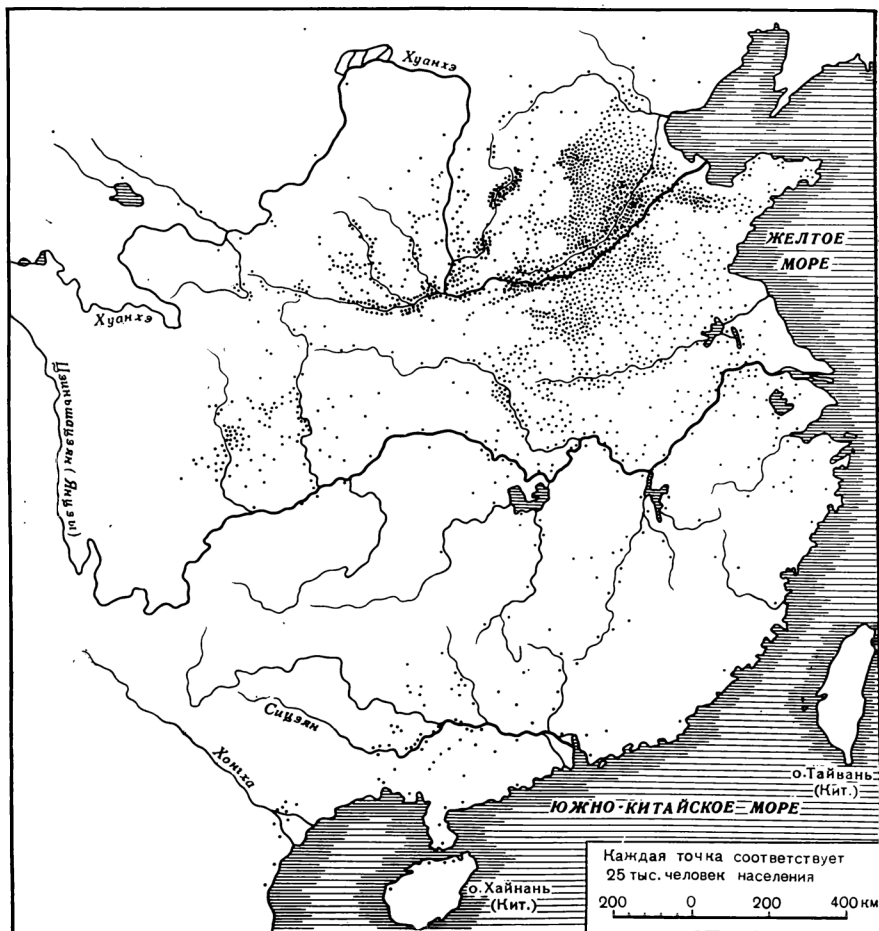 Хуанхэ
ЖЕЛТОЕ
МОРЕ
Хуанхэ
Цзиньшацзян (Янцзы)
Сицзян
Хонгха
о.Тайвань
(Кит.)
ЮЖНО-КИТАЙСКОЕ МОРЕ
о.Хайнань
(Кит.)
Каждая точка соответствует
25 тыс. человек населения
200 0 200 400 км